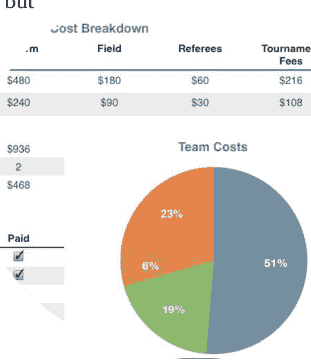 but
Cost Breakdown
Field Referees
Fees
$480 $180 $60 $216
$240 $90 $30 $108
$936
2
$468
Team Costs
23%
6%
51%
19%
Paid